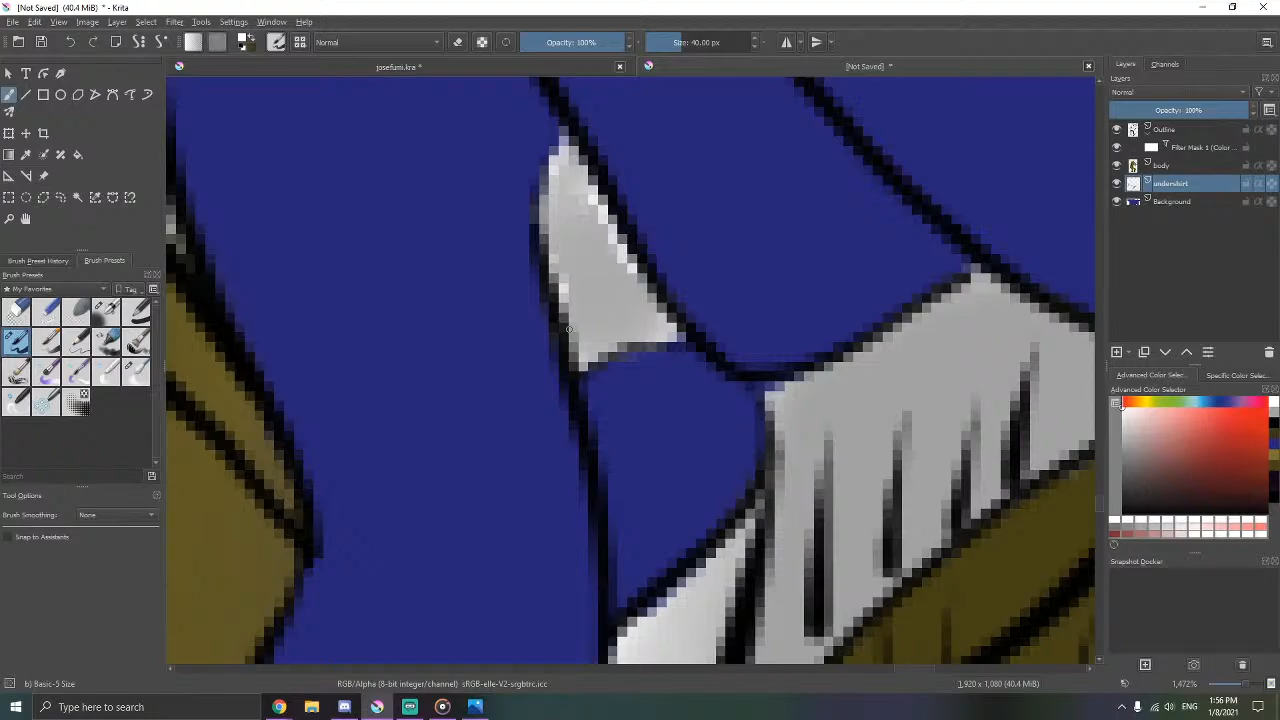 [Not Saved] (40.4 MiB) * - Krita
File Edit View Image Layer Select Filter Tools Settings Window Help
Normal Opacity: 100% Size: 40.00 px
josefumi.kra * [Not Saved] *
Layers Channels
Layers
Normal
Opacity: 100%
Outline
Filter Mask 1 (Color ...
body
undershirt
Background
Brush Preset History Brush Presets
Brush Presets
My Favorites Tag
Search
Tool Options
Brush Smoothing: None
Snap to Assistants
Advanced Color Selec... Specific Color Selec...
Advanced Color Selector
Snapshot Docker
b) Basic-5 Size RGB/Alpha (8-bit integer/channel) sRGB-elle-V2-srgbtrc.icc 1,920 x 1,080 (40.4 MiB) 1,472%
Type here to search
ENG
1:56 PM
1/8/2021